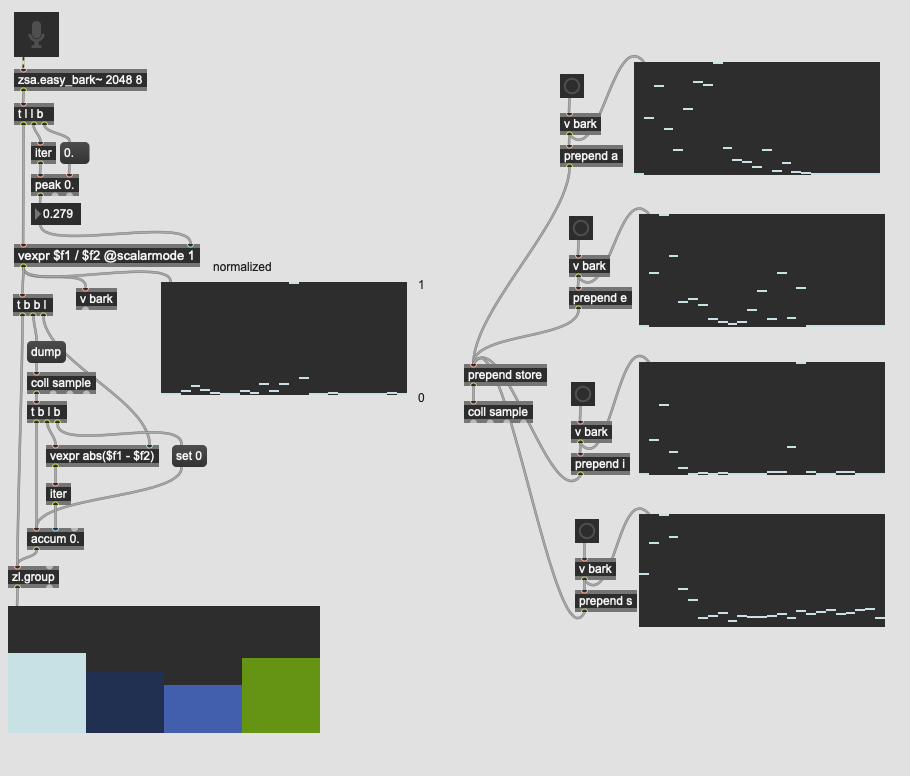 zsa.easy_bark~ 2048 8
t l l b
iter
0.
peak 0.
0.279
vexpr $f1 / $f2 @scalarmode 1
normalized
1
0
v bark
t b b l
dump
coll sample
t b l b
vexpr abs($f1 - $f2)
set 0
iter
accum 0.
zl.group
v bark
prepend a
v bark
prepend e
prepend store
coll sample
v bark
prepend i
v bark
prepend s